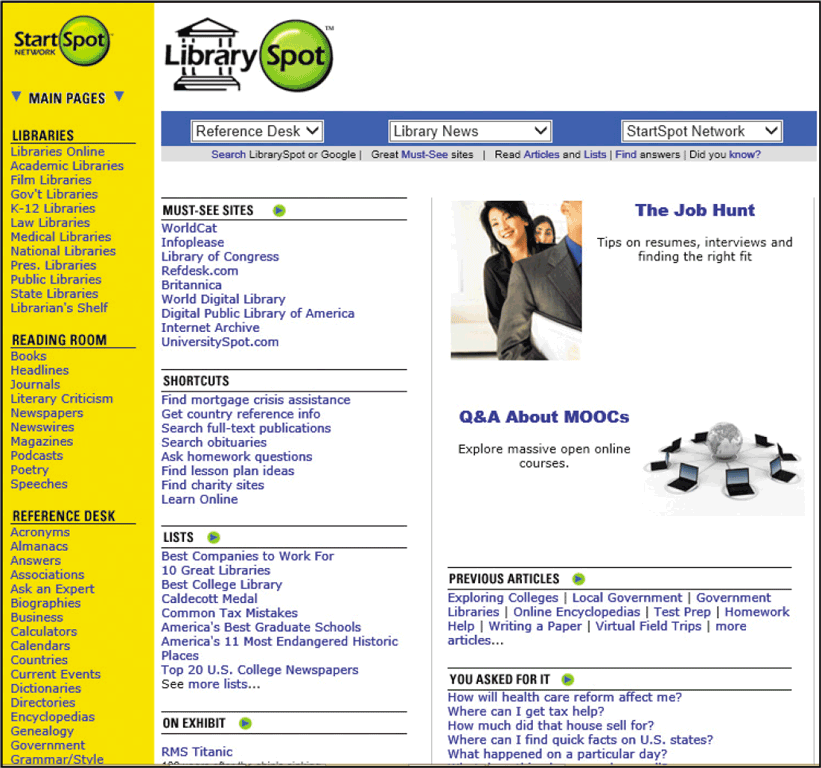 StartSpot™
NETWORK
MAIN PAGES
LIBRARIES
Libraries Online
Academic Libraries
Film Libraries
Gov't Libraries
K-12 Libraries
Law Libraries
Medical Libraries
National Libraries
Pres. Libraries
Public Libraries
State Libraries
Librarian's Shelf
READING ROOM
Books
Headlines
Journals
Literary Criticism
Newspapers
Newswires
Magazines
Podcasts
Poetry
Speeches
REFERENCE DESK
Acronyms
Almanacs
Answers
Associations
Ask an Expert
Biographies
Business
Calculators
Calendars
Countries
Current Events
Dictionaries
Directories
Encyclopedias
Genealogy
Government
Grammar/Style
LibrarySpot™
Reference Desk
Library News
StartSpot Network
Search LibrarySpot or Google | Great Must-See sites | Read Articles and Lists | Find answers | Did you know?
MUST-SEE SITES
WorldCat
Infoplease
Library of Congress
Refdesk.com
Britannica
World Digital Library
Digital Public Library of America
Internet Archive
UniversitySpot.com
SHORTCUTS
Find mortgage crisis assistance
Get country reference info
Search full-text publications
Search obituaries
Ask homework questions
Find lesson plan ideas
Find charity sites
Learn Online
LISTS
Best Companies to Work For
10 Great Libraries
Best College Library
Caldecott Medal
Common Tax Mistakes
America's Best Graduate Schools
America's 11 Most Endangered Historic
Places
Top 20 U.S. College Newspapers
See more lists...
ON EXHIBIT
RMS Titanic
The Job Hunt
Tips on resumes, interviews and
finding the right fit
Q&A About MOOCs
Explore massive open online
courses.
PREVIOUS ARTICLES
Exploring Colleges | Local Government | Government
Libraries | Online Encyclopedias | Test Prep | Homework
Help | Writing a Paper | Virtual Field Trips | more
articles...
YOU ASKED FOR IT
How will health care reform affect me?
Where can I get tax help?
How much did that house sell for?
Where can I find quick facts on U.S. states?
What happened on a particular day?